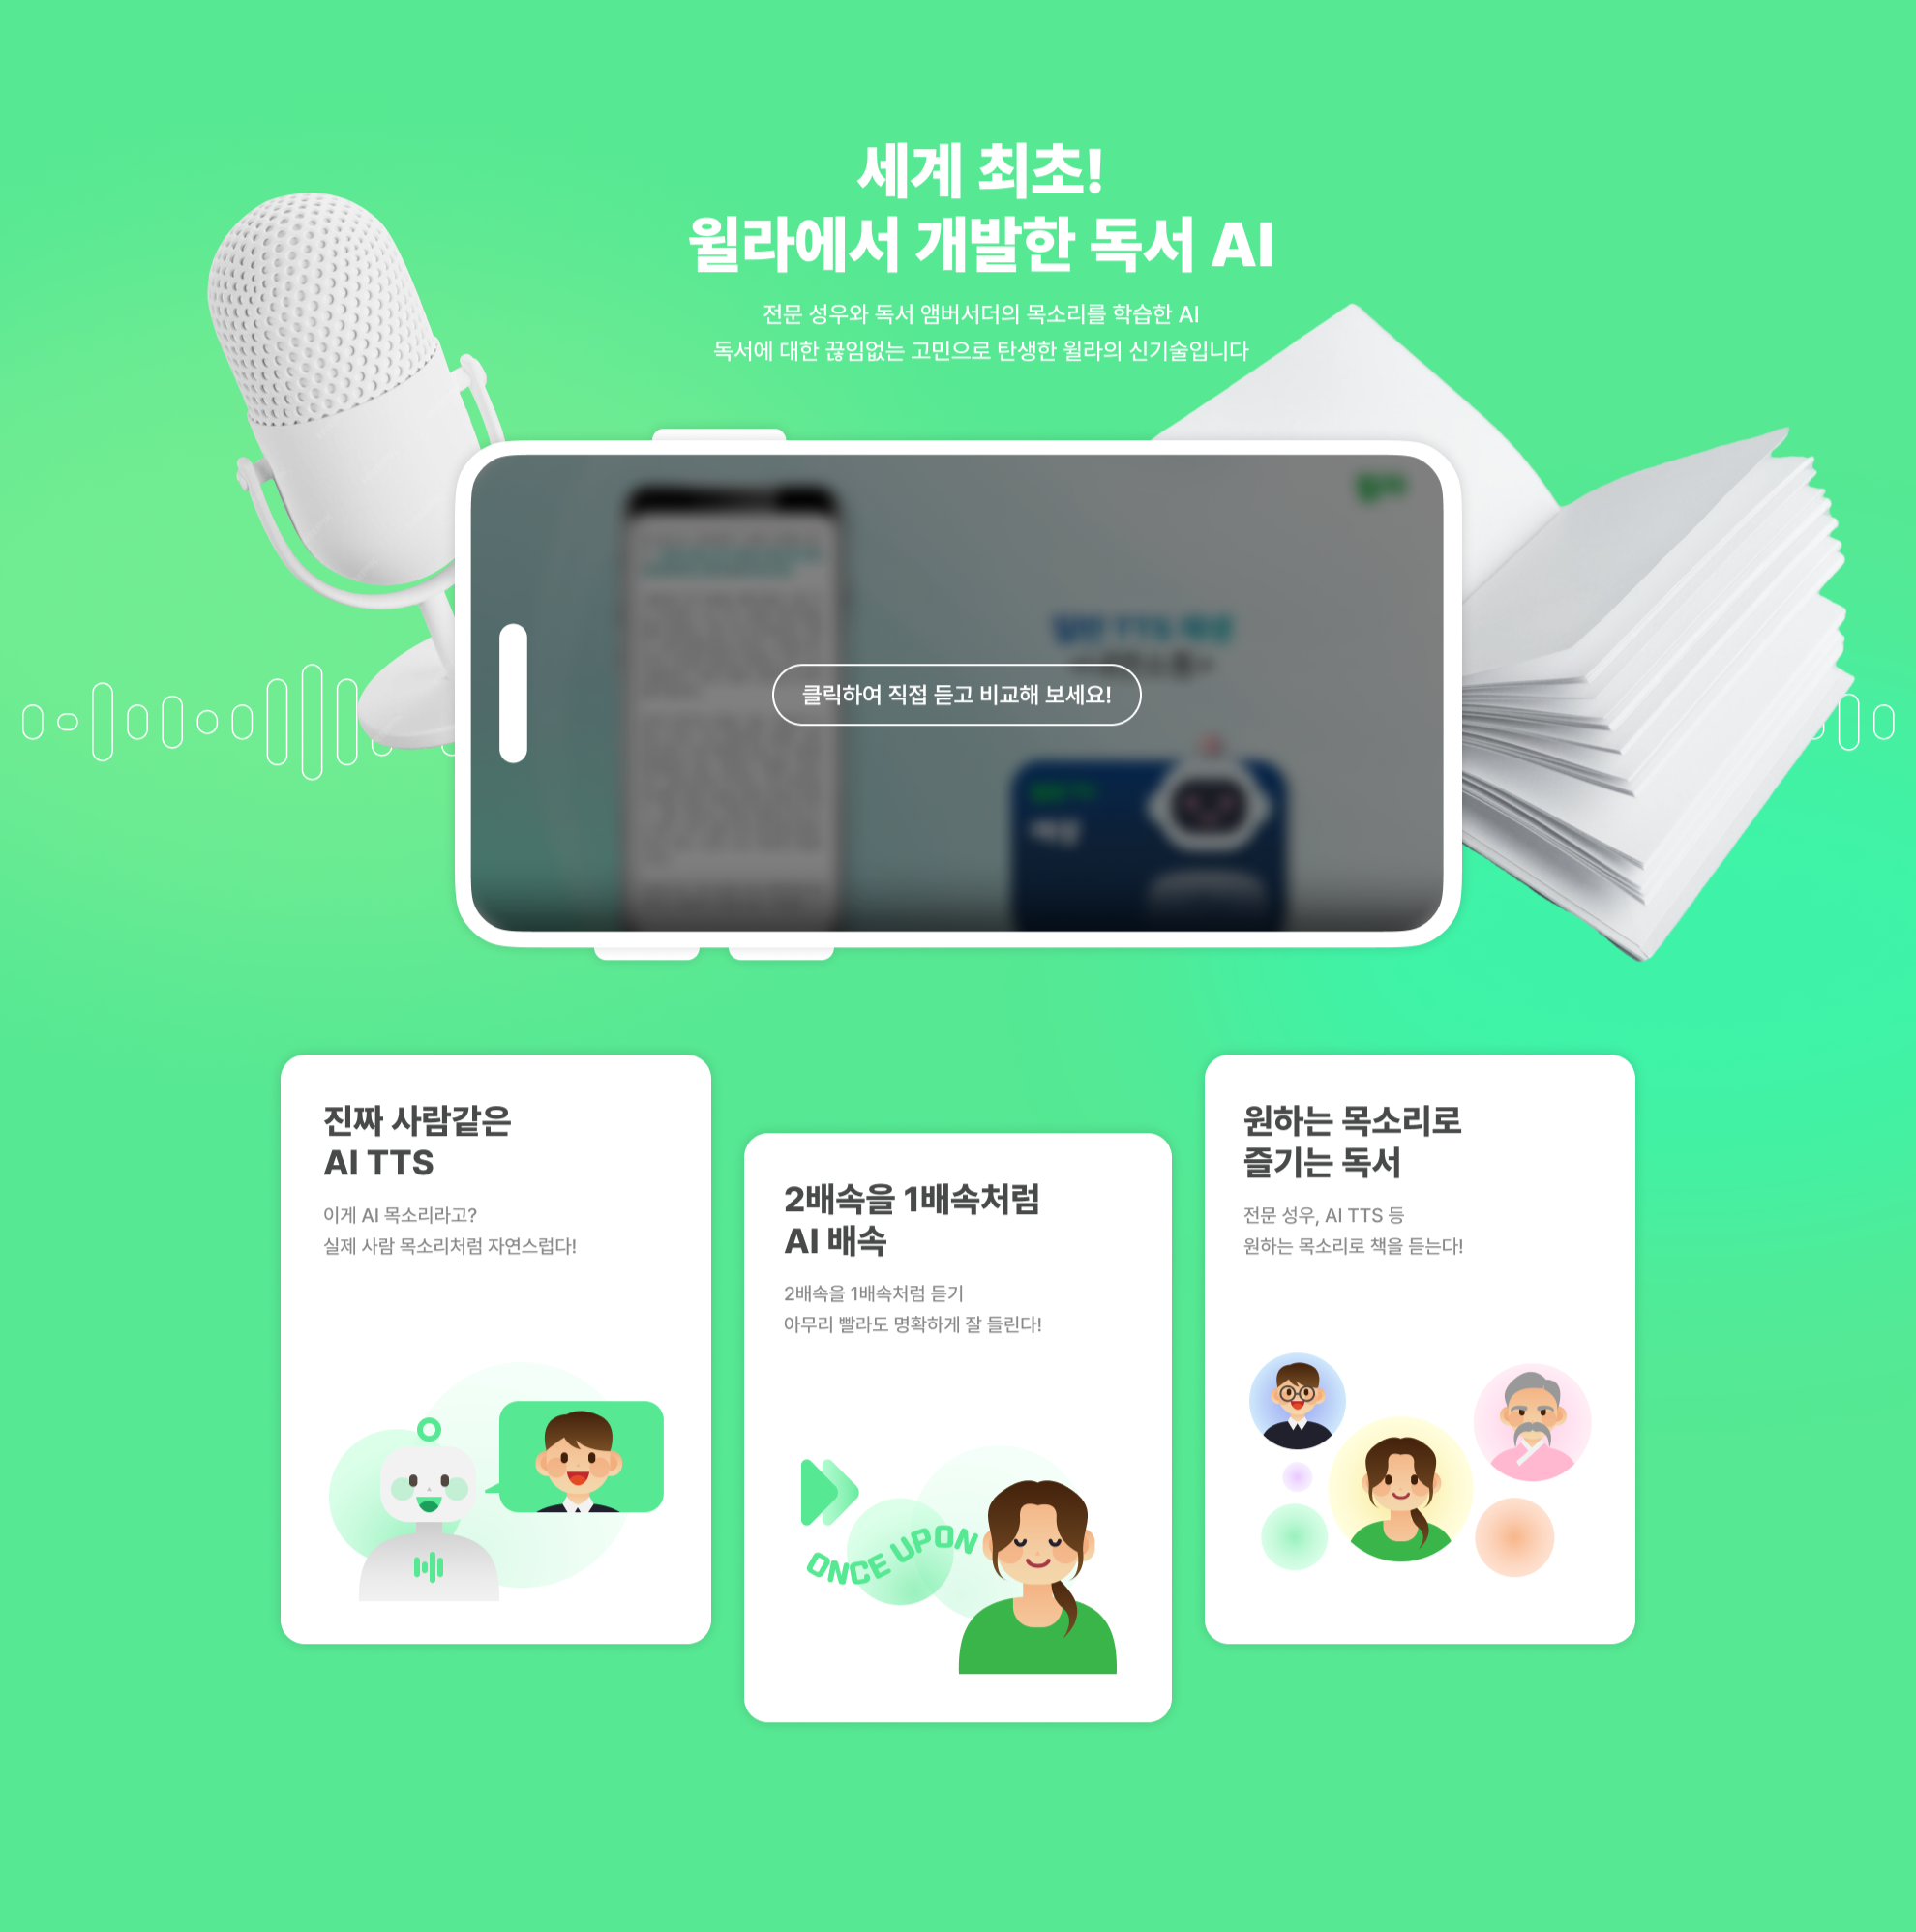 세계 최초!
윌라에서 개발한 독서 AI
전문 성우와 독서 앰버서더의 목소리를 학습한 AI
독서에 대한 끊임없는 고민으로 탄생한 윌라의 신기술입니다
클릭하여 직접 듣고 비교해 보세요!
진짜 사람같은
AI TTS
이게 AI 목소리라고?
실제 사람 목소리처럼 자연스럽다!
2배속을 1배속처럼
AI 배속
2배속을 1배속처럼 듣기
아무리 빨라도 명확하게 잘 들린다!
ONCE UPON
원하는 목소리로
즐기는 독서
전문 성우, AI TTS 등
원하는 목소리로 책을 듣는다!